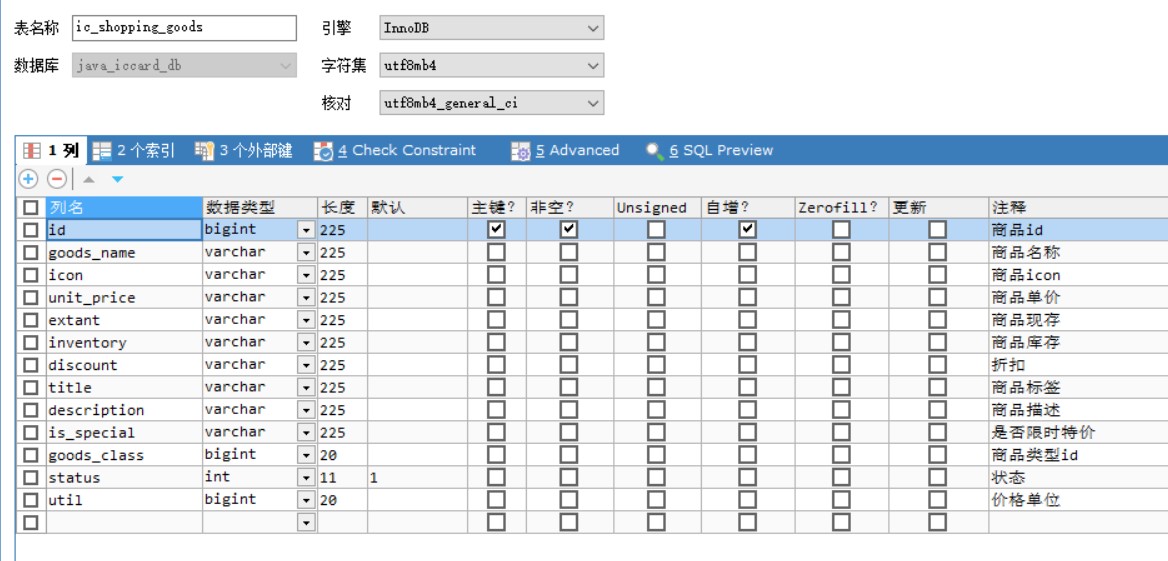 表名称 ic_shopping_goods 引擎 InnoDB
数据库 java_iccard_db 字符集 utf8mb4
核对 utf8mb4_general_ci
1 列 2 个索引 3 个外部键 4 Check Constraint 5 Advanced 6 SQL Preview
列名 数据类型 长度 默认 主键? 非空? Unsigned 自增? Zerofill? 更新 注释
id bigint 225 商品id
goods_name varchar 225 商品名称
icon varchar 225 商品icon
unit_price varchar 225 商品单价
extant varchar 225 商品现存
inventory varchar 225 商品库存
discount varchar 225 折扣
title varchar 225 商品标签
description varchar 225 商品描述
is_special varchar 225 是否限时特价
goods_class bigint 20 商品类型id
status int 11 1 状态
util bigint 20 价格单位